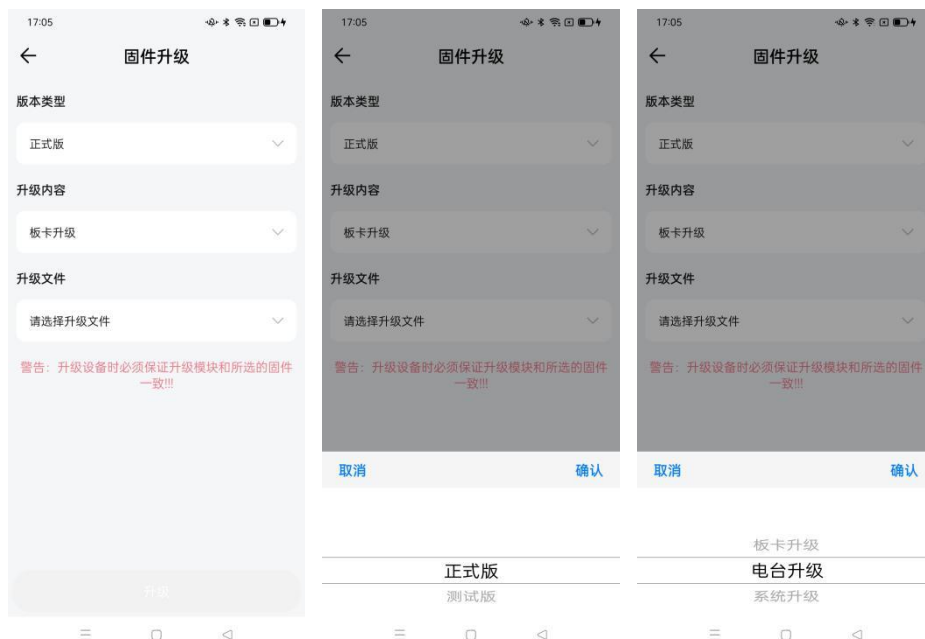 17:05
固件升级
版本类型
正式版
升级内容
板卡升级
升级文件
请选择升级文件
警告：升级设备时必须保证升级模块和所选的固件
一致!!!
升级
17:05
固件升级
版本类型
正式版
升级内容
板卡升级
升级文件
请选择升级文件
警告：升级设备时必须保证升级模块和所选的固件
一致!!!
取消
确认
正式版
测试版
17:05
固件升级
版本类型
正式版
升级内容
板卡升级
升级文件
请选择升级文件
警告：升级设备时必须保证升级模块和所选的固件
一致!!!
取消
确认
板卡升级
电台升级
系统升级